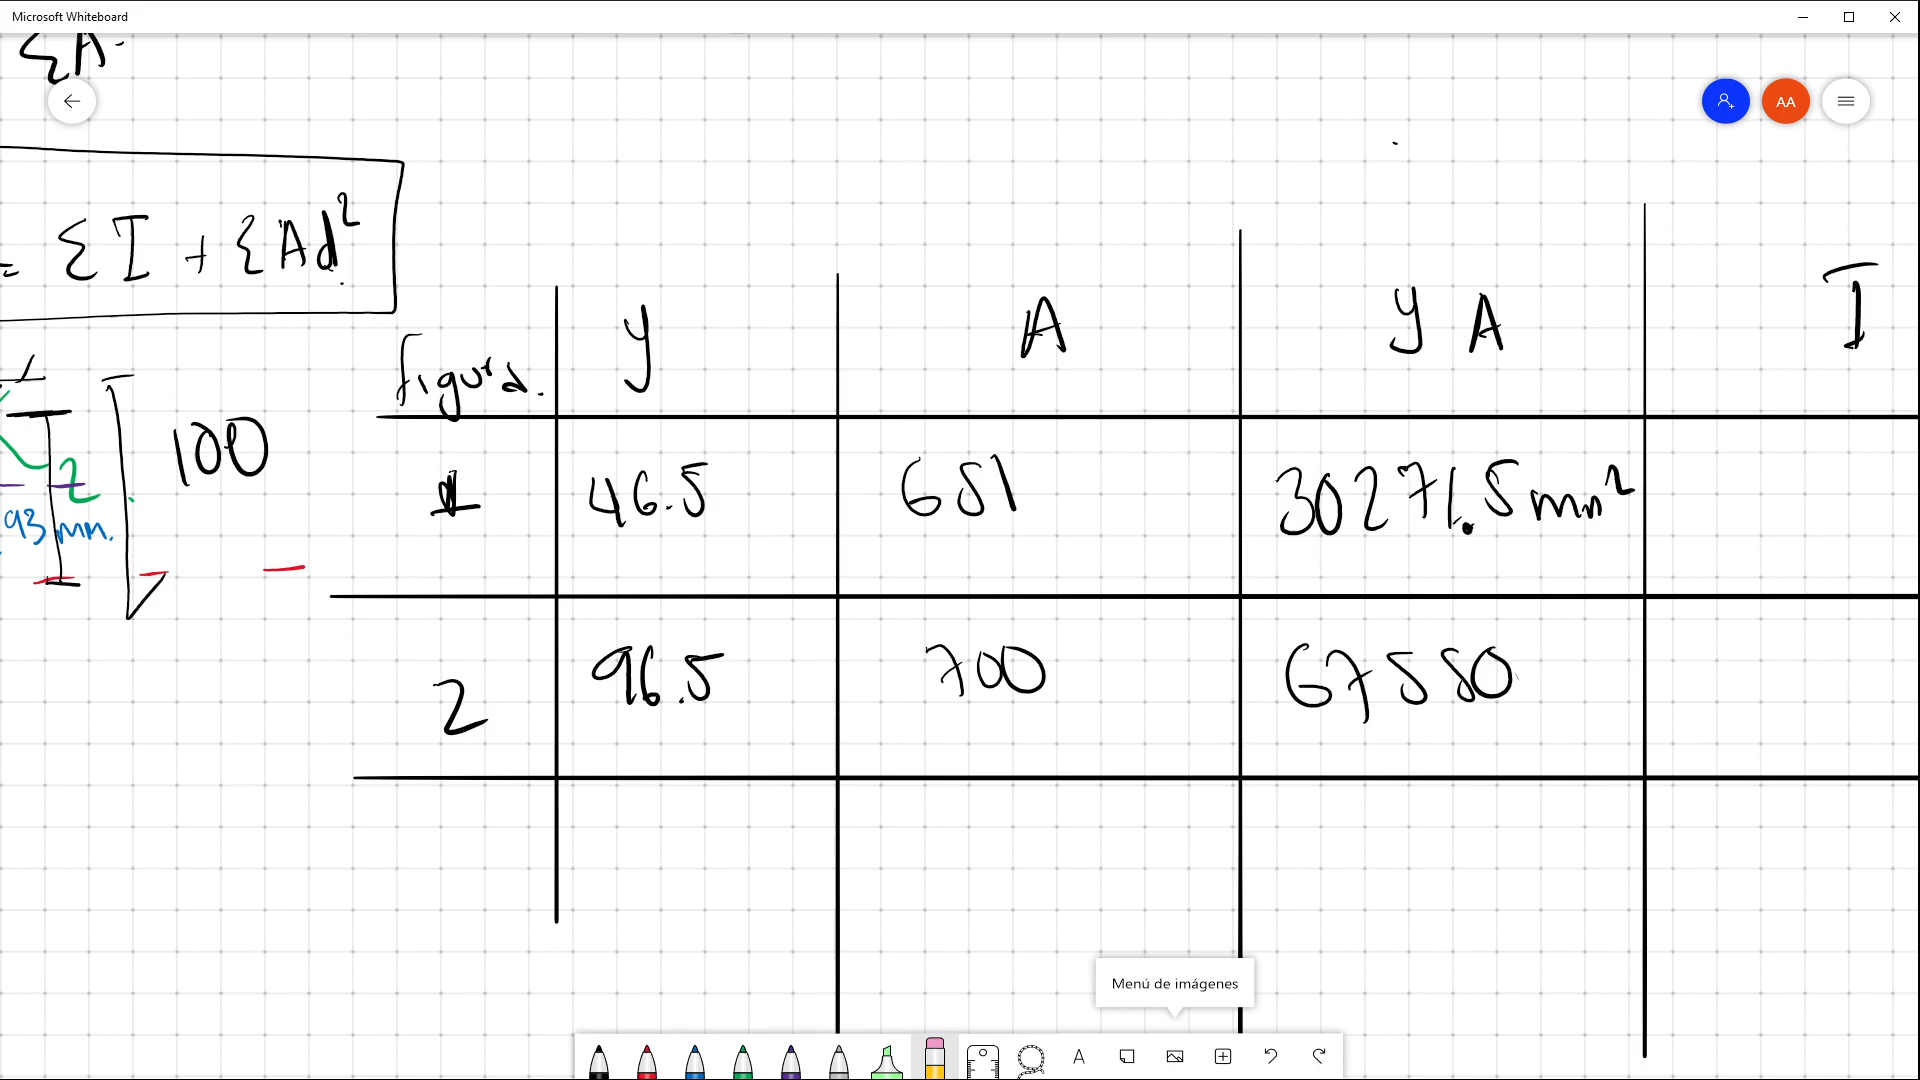 Microsoft Whiteboard
ΣA.
AA
= ΣI + ΣAd²
Figura. y A yA I
100
2
93 mm.
1 46.5 651 30271.5 mm²
2 96.5 700 67550
Menú de imágenes
A